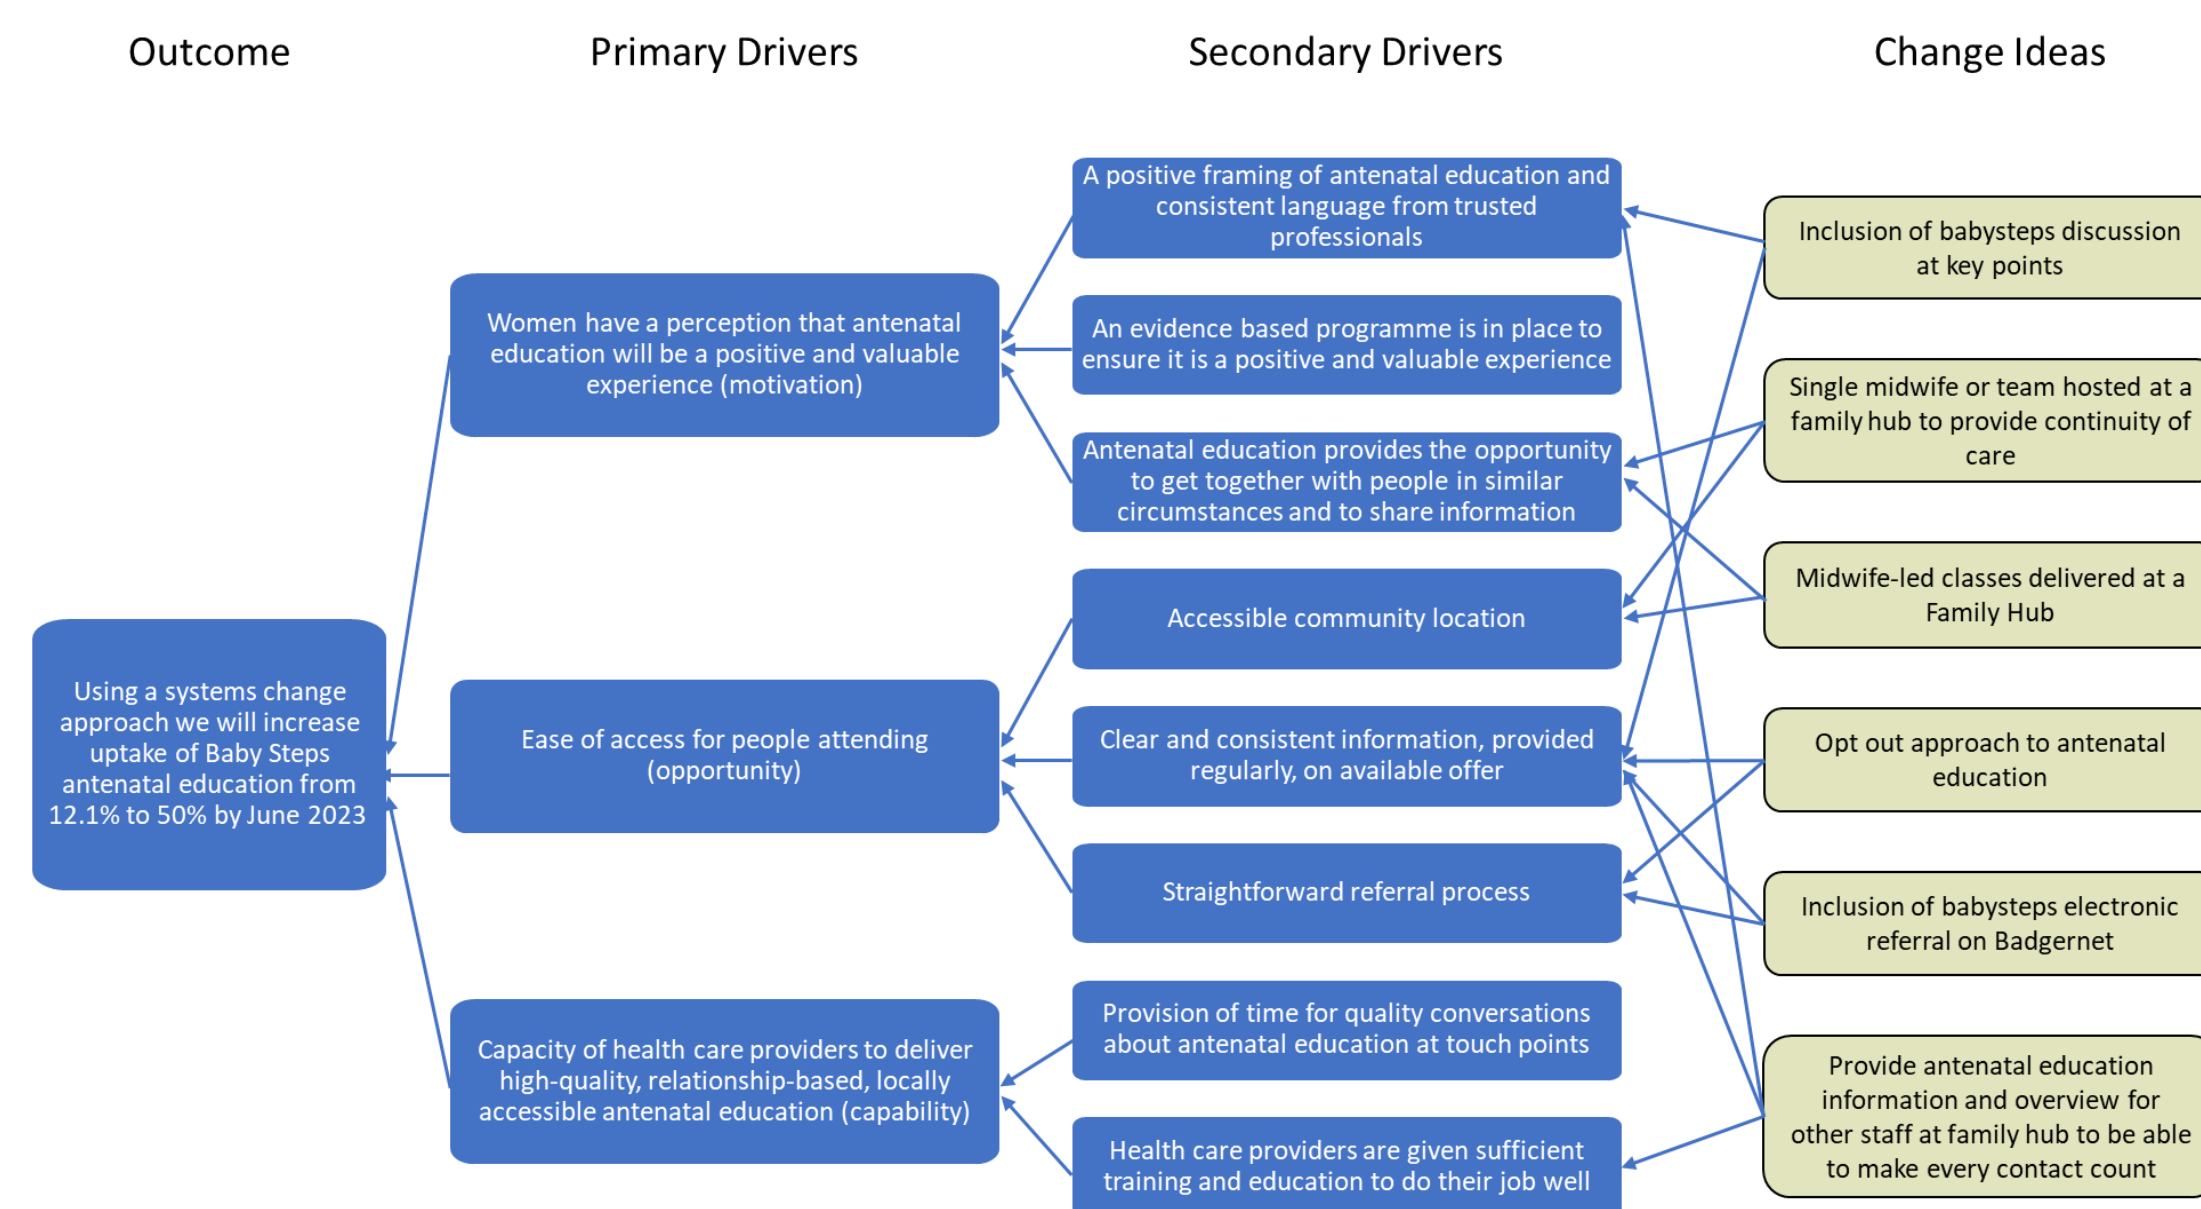 Outcome
Primary Drivers
Secondary Drivers
Change Ideas
Using a systems change
approach we will increase
uptake of Baby Steps
antenatal education from
12.1% to 50% by June 2023
Women have a perception that antenatal
education will be a positive and valuable
experience (motivation)
Ease of access for people attending
(opportunity)
Capacity of health care providers to deliver
high-quality, relationship-based, locally
accessible antenatal education (capability)
A positive framing of antenatal education and
consistent language from trusted
professionals
An evidence based programme is in place to
ensure it is a positive and valuable experience
Antenatal education provides the opportunity
to get together with people in similar
circumstances and to share information
Accessible community location
Clear and consistent information, provided
regularly, on available offer
Straightforward referral process
Provision of time for quality conversations
about antenatal education at touch points
Health care providers are given sufficient
training and education to do their job well
Inclusion of babysteps discussion
at key points
Single midwife or team hosted at a
family hub to provide continuity of
care
Midwife-led classes delivered at a
Family Hub
Opt out approach to antenatal
education
Inclusion of babysteps electronic
referral on Badgernet
Provide antenatal education
information and overview for
other staff at family hub to be able
to make every contact count